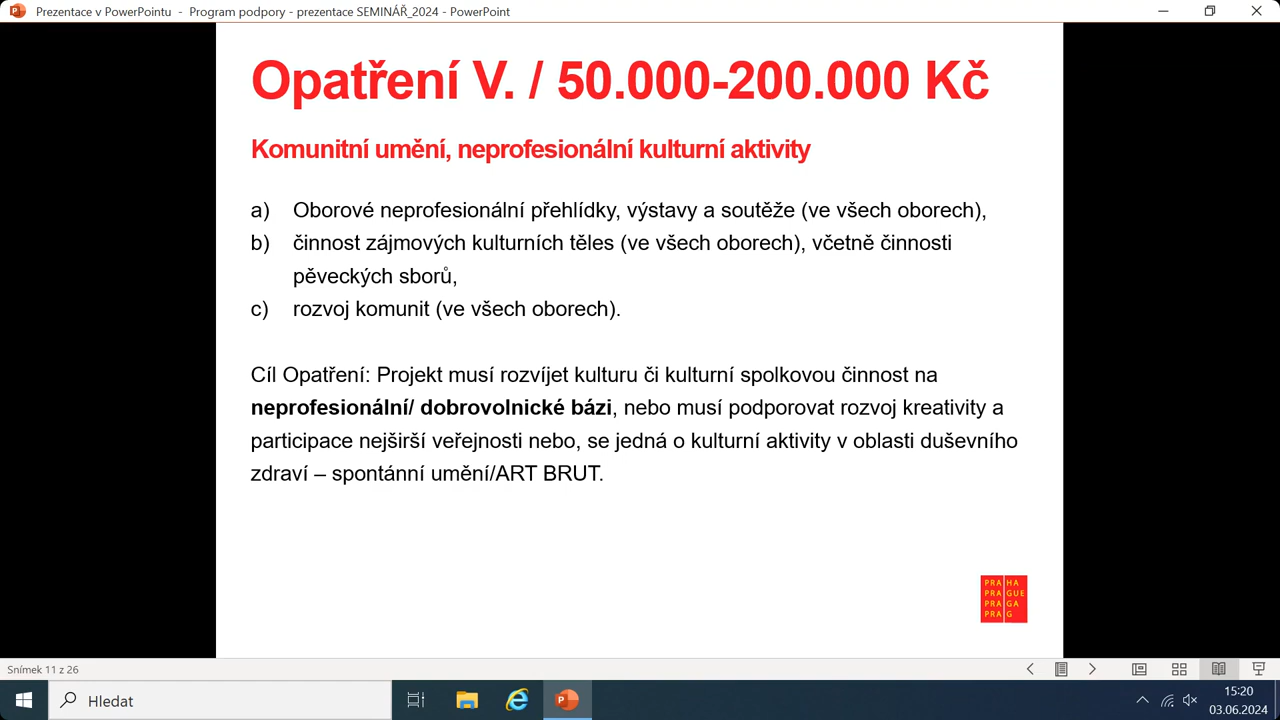 Prezentace v PowerPointu - Program podpory - prezentace SEMINÁŘ_2024 - PowerPoint
Opatření V. / 50.000-200.000 Kč
Komunitní umění, neprofesionální kulturní aktivity
a) Oborové neprofesionální přehlídky, výstavy a soutěže (ve všech oborech),
b) činnost zájmových kulturních těles (ve všech oborech), včetně činnosti
pěveckých sborů,
c) rozvoj komunit (ve všech oborech).
Cíl Opatření: Projekt musí rozvíjet kulturu či kulturní spolkovou činnost na
neprofesionální/ dobrovolnické bázi, nebo musí podporovat rozvoj kreativity a
participace nejširší veřejnosti nebo, se jedná o kulturní aktivity v oblasti duševního
zdraví – spontánní umění/ART BRUT.
PRA HA
PRA GUE
PRA GA
PRA G
Snímek 11 z 26
Hledat
15:20
03.06.2024